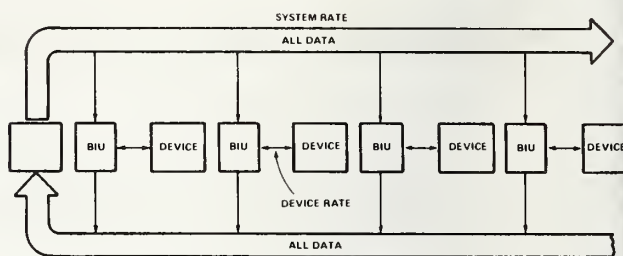 SYSTEM RATE
ALL DATA
BIU DEVICE BIU DEVICE BIU DEVICE BIU DEVICE
DEVICE RATE
ALL DATA